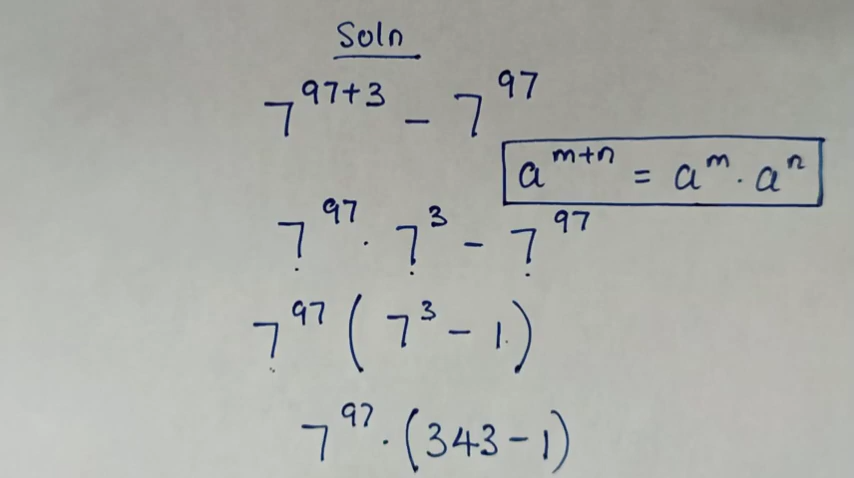 Soln
7^{97+3} - 7^{97}
a^{m+n} = a^m · a^n
7^{97} · 7^3 - 7^{97}
7^{97} ( 7^3 - 1 )
7^{97} · (343 - 1)